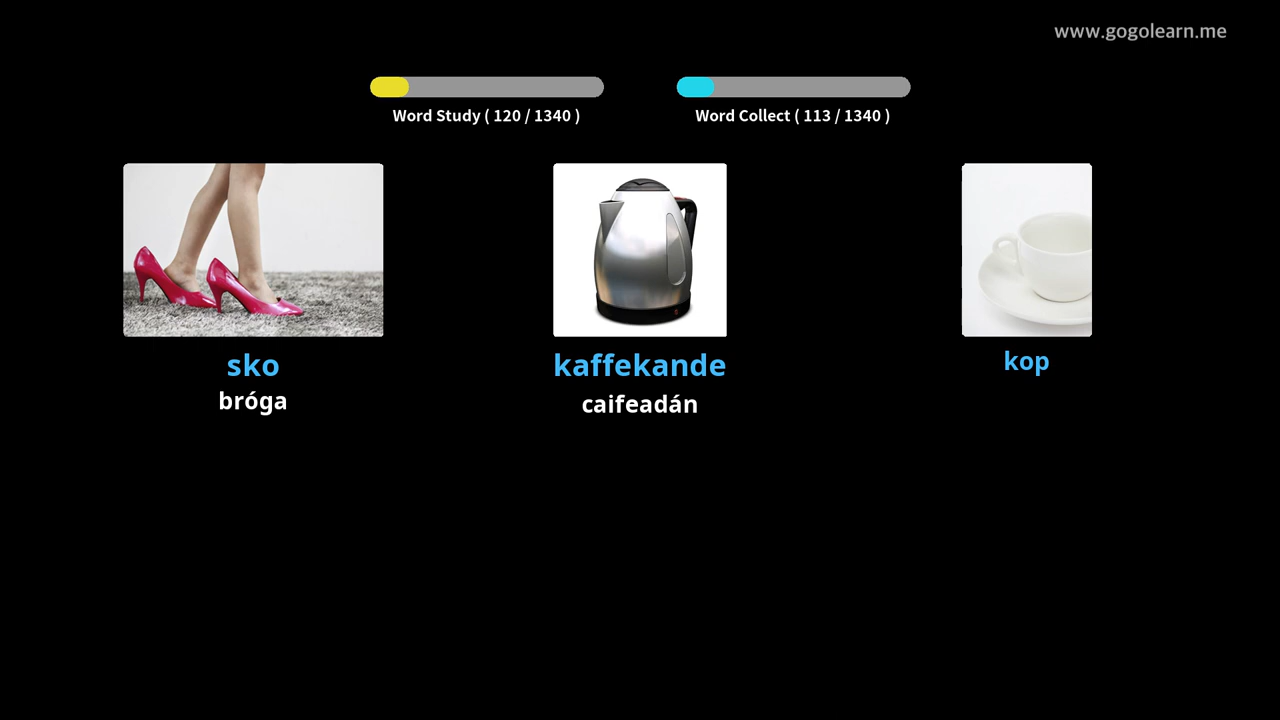 www.gogolearn.me
Word Study ( 120 / 1340 )
Word Collect ( 113 / 1340 )
sko
bróga
kaffekande
caifeadán
kop